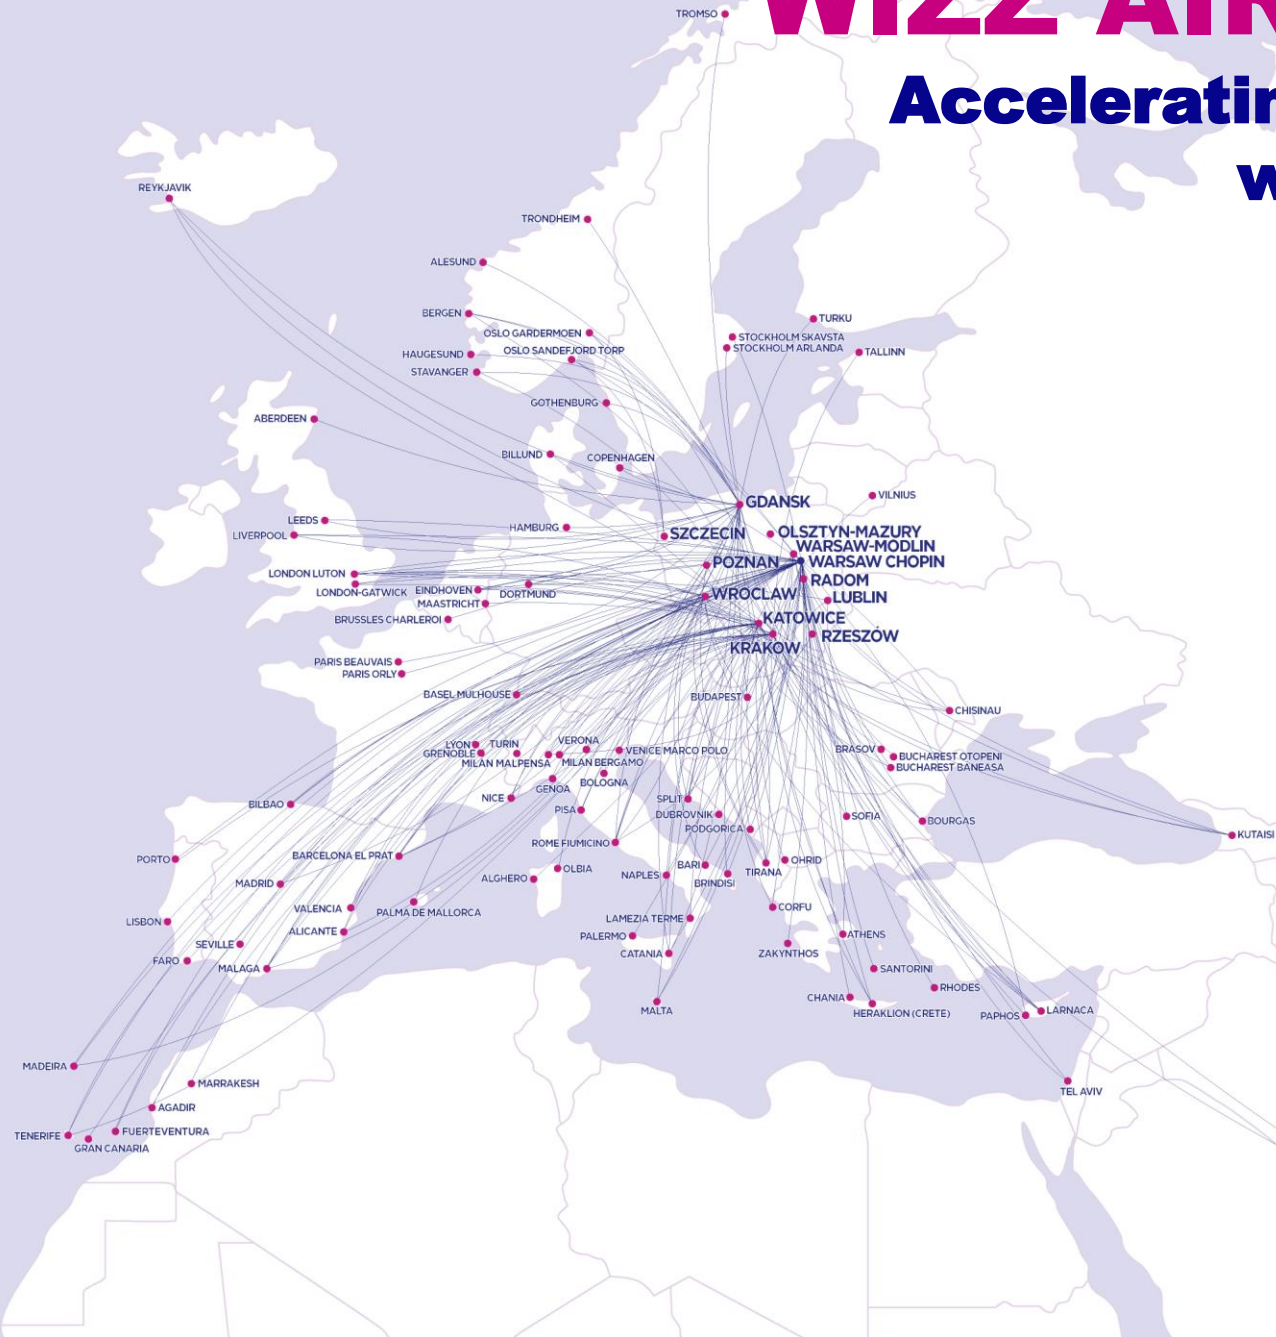 WIZZ AIR
Acceleratin
w
TROMSO
REYKJAVIK
TRONDHEIM
ALESUND
BERGEN
OSLO GARDERMOEN
HAUGESUND
OSLO SANDEFJORD TORP
STAVANGER
TURKU
STOCKHOLM SKAVSTA
STOCKHOLM ARLANDA
TALLINN
GOTHENBURG
ABERDEEN
BILLUND
COPENHAGEN
VILNIUS
GDANSK
LEEDS
HAMBURG
LIVERPOOL
SZCZECIN
OLSZTYN-MAZURY
WARSAW-MODLIN
WARSAW CHOPIN
POZNAN
LONDON LUTON
RADOM
LONDON-GATWICK
EINDHOVEN
DORTMUND
WROCLAW
LUBLIN
MAASTRICHT
BRUSSLES CHARLEROI
KATOWICE
RZESZÓW
KRAKOW
PARIS BEAUVAIS
PARIS ORLY
BASEL MULHOUSE
BUDAPEST
CHISINAU
LYON
TURIN
VERONA
GRENOBLE
VENICE MARCO POLO
BRASOV
BUCHAREST OTOPENI
MILAN MALPENSA
MILAN BERGAMO
BUCHAREST BANEASA
BOLOGNA
GENOA
NICE
SPLIT
BILBAO
PISA
DUBROVNIK
SOFIA
BOURGAS
PODGORICA
KUTAISI
ROME FIUMICINO
BARCELONA EL PRAT
PORTO
OHRID
BARI
OLBIA
TIRANA
NAPLES
ALGHERO
BRINDISI
MADRID
VALENCIA
PALMA DE MALLORCA
CORFU
LISBON
LAMEZIA TERME
ALICANTE
PALERMO
ATHENS
SEVILLE
CATANIA
ZAKYNTHOS
FARO
MALAGA
SANTORINI
RHODES
CHANIA
MALTA
HERAKLION (CRETE)
PAPHOS
LARNACA
MADEIRA
MARRAKESH
TEL AVIV
AGADIR
TENERIFE
FUERTEVENTURA
GRAN CANARIA